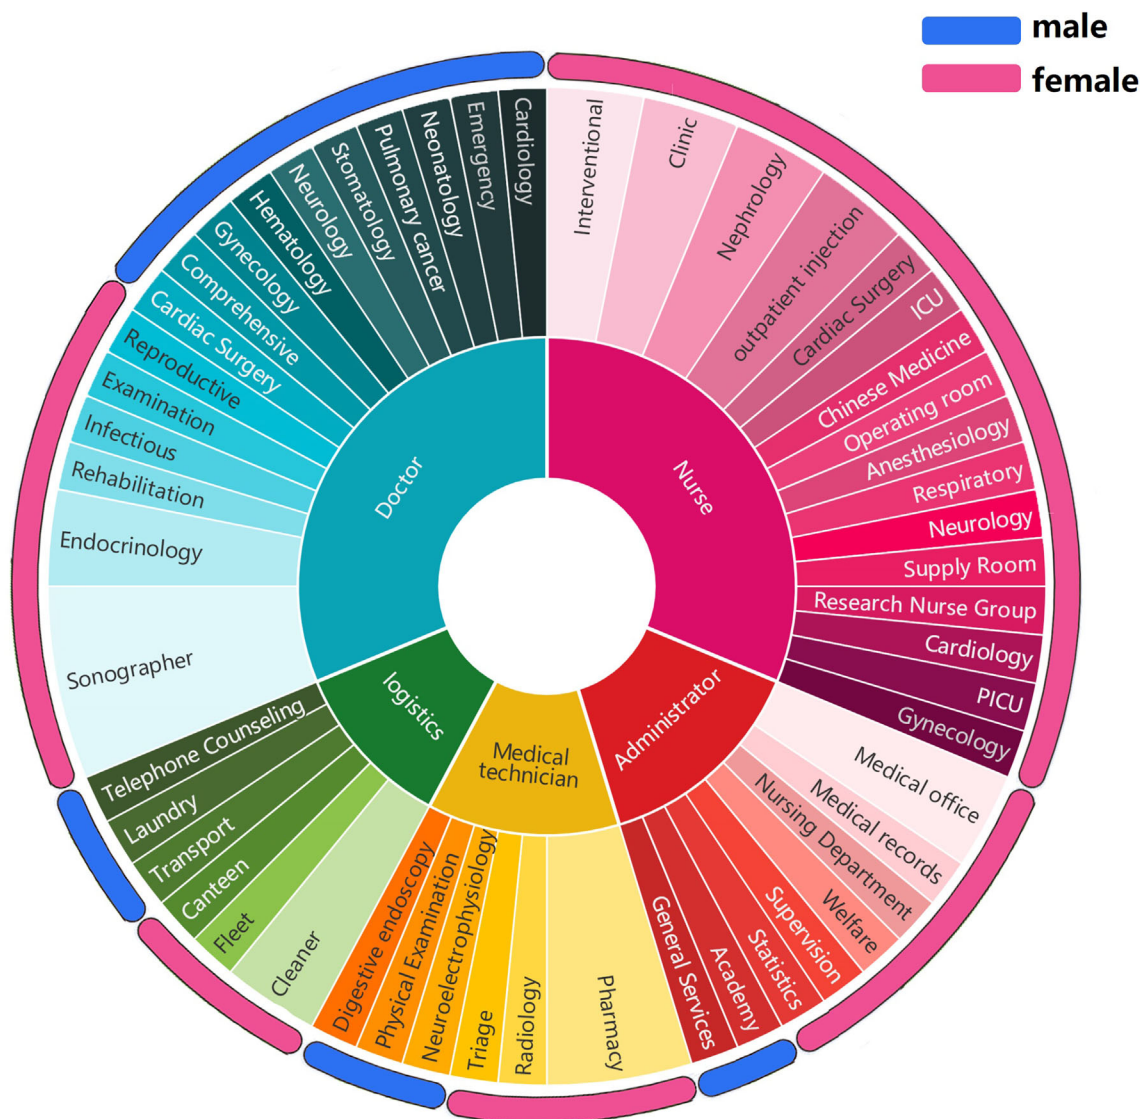 male
female
Interventional
Clinic
Nephrology
outpatient injection
Cardiac Surgery
ICU
Chinese Medicine
Operating room
Anesthesiology
Respiratory
Neurology
Supply Room
Research Nurse Group
Cardiology
PICU
Gynecology
Medical office
Medical records
Nursing Department
Welfare
Supervision
Statistics
Academy
General Services
Pharmacy
Radiology
Triage
Neuroelectrophysiology
Physical Examination
Digestive endoscopy
Cleaner
Fleet
Canteen
Transport
Laundry
Telephone Counseling
Sonographer
Endocrinology
Rehabilitation
Infectious
Examination
Reproductive
Cardiac Surgery
Comprehensive
Gynecology
Hematology
Neurology
Stomatology
Pulmonary cancer
Neonatology
Emergency
Cardiology
Doctor
Nurse
Administrator
Medical
technician
logistics